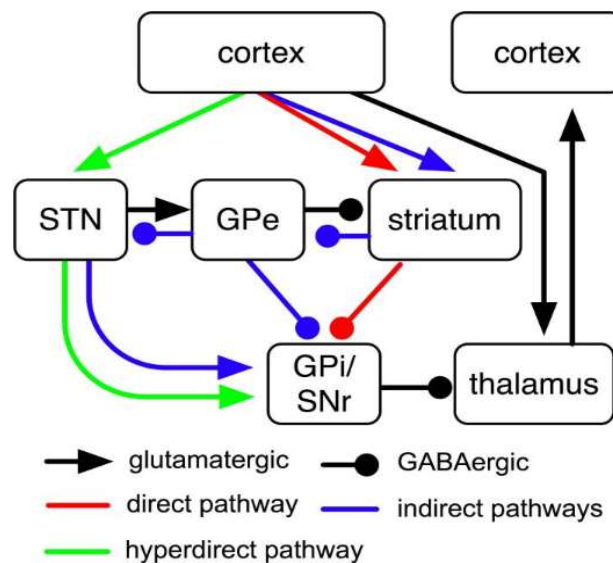 cortex
cortex
STN
GPe
striatum
GPi/
SNr
thalamus
glutamatergic
GABAergic
direct pathway
indirect pathways
hyperdirect pathway